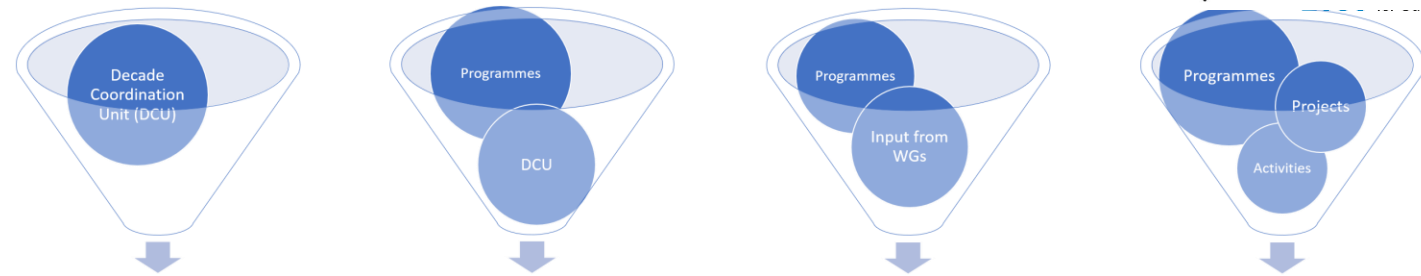 Decade
Coordination
Unit (DCU)
Programmes
DCU
Programmes
Input from
WGs
Programmes
Projects
Activities